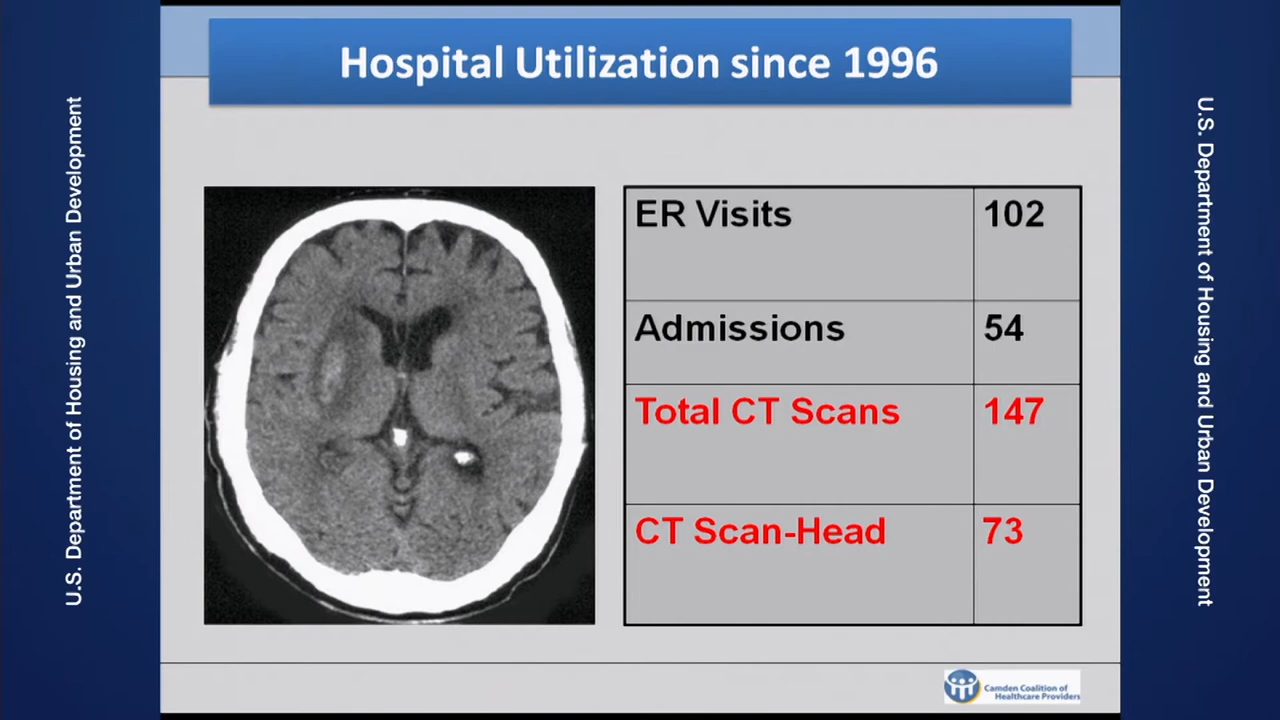 Hospital Utilization since 1996
U.S. Department of Housing and Urban Development
ER Visits 102
Admissions 54
Total CT Scans 147
CT Scan-Head 73
U.S. Department of Housing and Urban Development
Camden Coalition of
Healthcare Providers